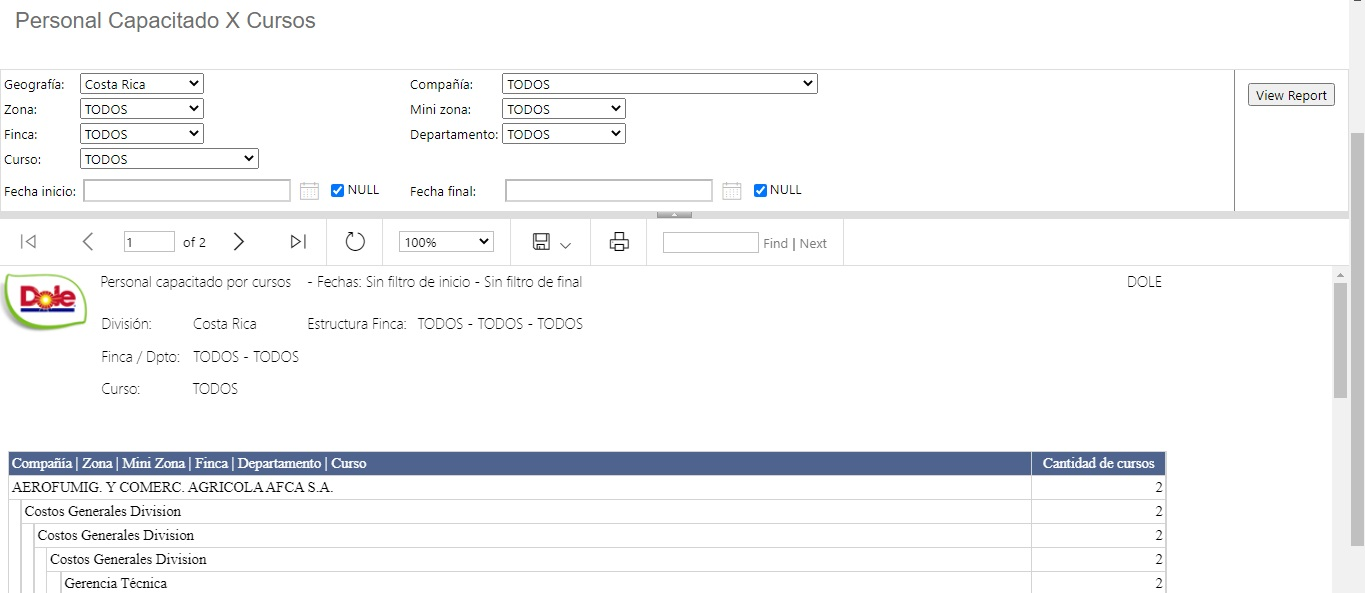 Personal Capacitado X Cursos
Geografía: Costa Rica Compañía: TODOS
View Report
Zona: TODOS Mini zona: TODOS
Finca: TODOS Departamento: TODOS
Curso: TODOS
Fecha inicio: NULL Fecha final: NULL
1 of 2 100% Find | Next
Dole
Personal capacitado por cursos - Fechas: Sin filtro de inicio - Sin filtro de final DOLE
División: Costa Rica Estructura Finca: TODOS - TODOS - TODOS
Finca / Dpto: TODOS - TODOS
Curso: TODOS
Compañía | Zona | Mini Zona | Finca | Departamento | Curso Cantidad de cursos
AEROFUMIG. Y COMERC. AGRICOLA AFCA S.A. 2
Costos Generales Division 2
Costos Generales Division 2
Costos Generales Division 2
Gerencia Técnica 2